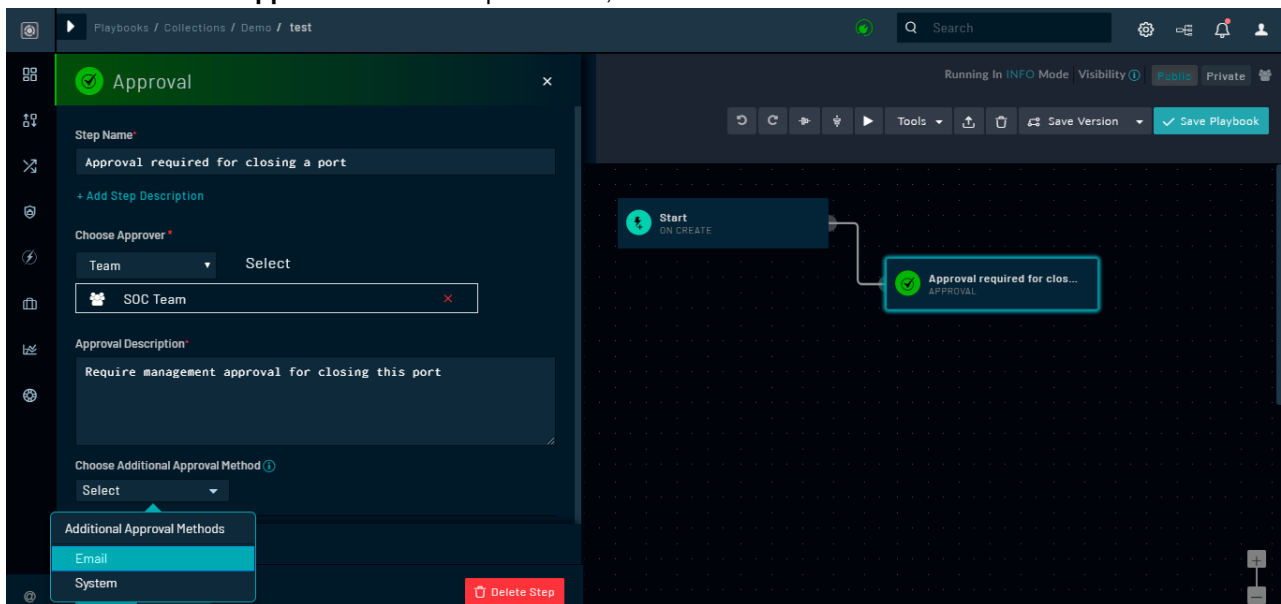 Playbooks / Collections / Demo / test
Search
Approval
×
Running In INFO Mode Visibility Public Private
Tools Save Version Save Playbook
Step Name*
Approval required for closing a port
+ Add Step Description
Choose Approver *
Team Select
SOC Team ×
Approval Description*
Require management approval for closing this port
Choose Additional Approval Method
Select
Additional Approval Methods
Email
System
@
Delete Step
Start
ON CREATE
Approval required for clos...
APPROVAL
+